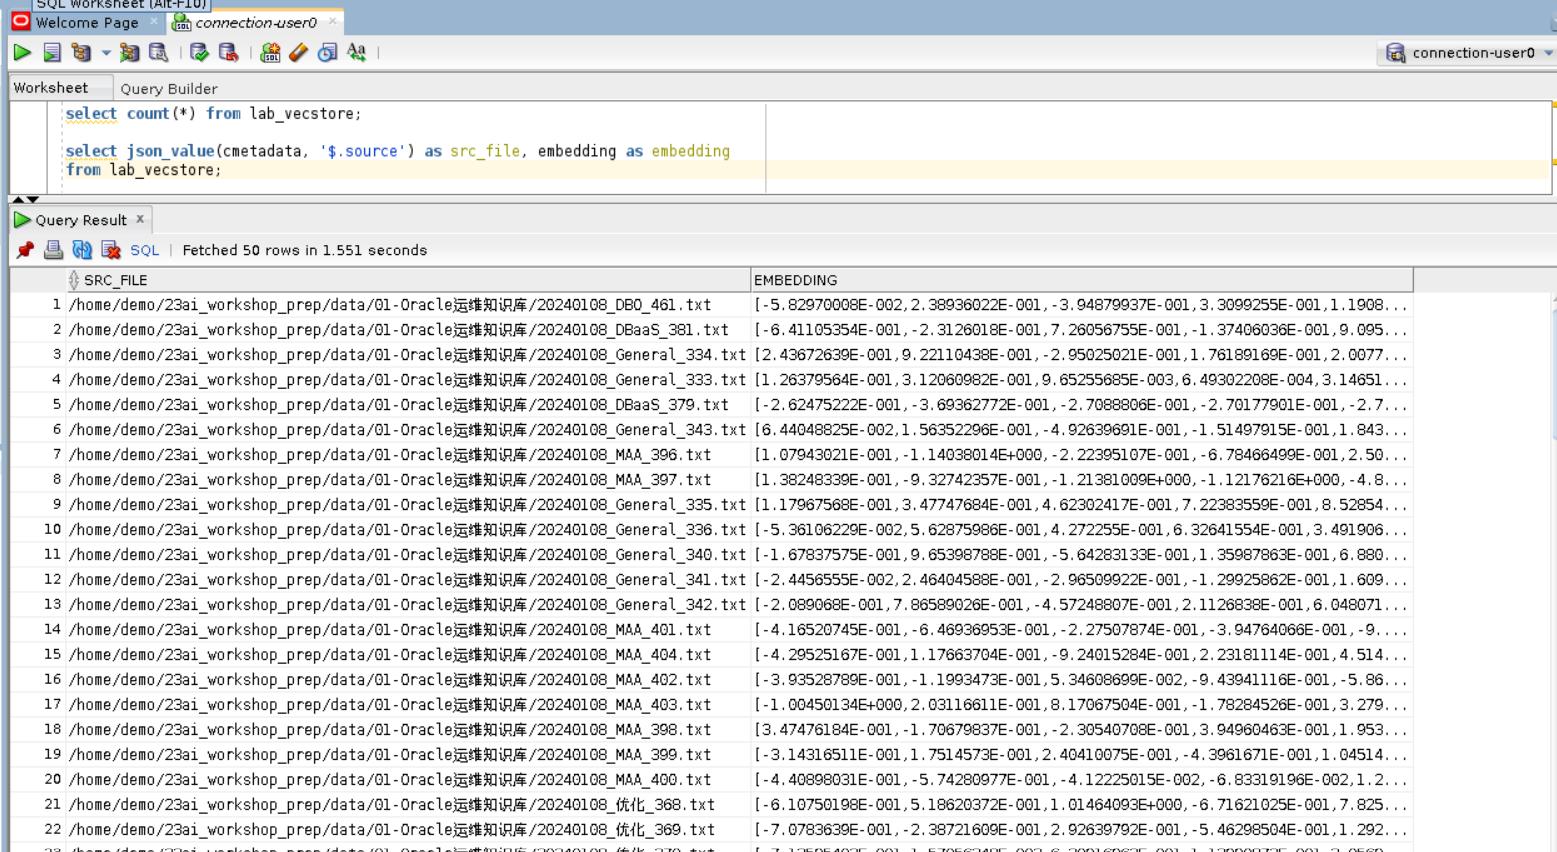 SQL Worksheet (Alt-F10)
Welcome Page
connection-user0
connection-user0
Worksheet
Query Builder
select count(*) from lab_vecstore;
select json_value(cmetadata, '$.source') as src_file, embedding as embedding
from lab_vecstore;
Query Result
SQL | Fetched 50 rows in 1.551 seconds
SRC_FILE EMBEDDING
1 /home/demo/23ai_workshop_prep/data/01-Oracle运维知识库/20240108_DBO_461.txt [-5.82970008E-002,2.38936022E-001,-3.94879937E-001,3.3099255E-001,1.1908...
2 /home/demo/23ai_workshop_prep/data/01-Oracle运维知识库/20240108_DBaaS_381.txt [-6.41105354E-001,-2.3126018E-001,7.26056755E-001,-1.37406036E-001,9.095...
3 /home/demo/23ai_workshop_prep/data/01-Oracle运维知识库/20240108_General_334.txt [2.43672639E-001,9.22110438E-001,-2.95025021E-001,1.76189169E-001,2.0077...
4 /home/demo/23ai_workshop_prep/data/01-Oracle运维知识库/20240108_General_333.txt [1.26379564E-001,3.12060982E-001,9.65255685E-003,6.49302208E-004,3.14651...
5 /home/demo/23ai_workshop_prep/data/01-Oracle运维知识库/20240108_DBaaS_379.txt [-2.62475222E-001,-3.69362772E-001,-2.7088806E-001,-2.70177901E-001,-2.7...
6 /home/demo/23ai_workshop_prep/data/01-Oracle运维知识库/20240108_General_343.txt [6.44048825E-002,1.56352296E-001,-4.92639691E-001,-1.51497915E-001,1.843...
7 /home/demo/23ai_workshop_prep/data/01-Oracle运维知识库/20240108_MAA_396.txt [1.07943021E-001,-1.14038014E+000,-2.22395107E-001,-6.78466499E-001,2.50...
8 /home/demo/23ai_workshop_prep/data/01-Oracle运维知识库/20240108_MAA_397.txt [1.38248339E-001,-9.32742357E-001,-1.21381009E+000,-1.12176216E+000,-4.8...
9 /home/demo/23ai_workshop_prep/data/01-Oracle运维知识库/20240108_General_335.txt [1.17967568E-001,3.47747684E-001,4.62302417E-001,7.22383559E-001,8.52854...
10 /home/demo/23ai_workshop_prep/data/01-Oracle运维知识库/20240108_General_336.txt [-5.36106229E-002,5.62875986E-001,4.272255E-001,6.32641554E-001,3.491906...
11 /home/demo/23ai_workshop_prep/data/01-Oracle运维知识库/20240108_General_340.txt [-1.67837575E-001,9.65398788E-001,-5.64283133E-001,1.35987863E-001,6.880...
12 /home/demo/23ai_workshop_prep/data/01-Oracle运维知识库/20240108_General_341.txt [-2.4456555E-002,2.46404588E-001,-2.96509922E-001,-1.29925862E-001,1.609...
13 /home/demo/23ai_workshop_prep/data/01-Oracle运维知识库/20240108_General_342.txt [-2.089068E-001,7.86589026E-001,-4.57248807E-001,2.1126838E-001,6.048071...
14 /home/demo/23ai_workshop_prep/data/01-Oracle运维知识库/20240108_MAA_401.txt [-4.16520745E-001,-6.46936953E-001,-2.27507874E-001,-3.94764066E-001,-9....
15 /home/demo/23ai_workshop_prep/data/01-Oracle运维知识库/20240108_MAA_404.txt [-4.29525167E-001,1.17663704E-001,-9.24015284E-001,2.23181114E-001,4.514...
16 /home/demo/23ai_workshop_prep/data/01-Oracle运维知识库/20240108_MAA_402.txt [-3.93528789E-001,-1.1993473E-001,5.34608699E-002,-9.43941116E-001,-5.86...
17 /home/demo/23ai_workshop_prep/data/01-Oracle运维知识库/20240108_MAA_403.txt [-1.00450134E+000,2.03116611E-001,8.17067504E-001,-1.78284526E-001,3.279...
18 /home/demo/23ai_workshop_prep/data/01-Oracle运维知识库/20240108_MAA_398.txt [3.47476184E-001,-1.70679837E-001,-2.30540708E-001,3.94960463E-001,1.953...
19 /home/demo/23ai_workshop_prep/data/01-Oracle运维知识库/20240108_MAA_399.txt [-3.14316511E-001,1.7514573E-001,2.40410075E-001,-4.3961671E-001,1.04514...
20 /home/demo/23ai_workshop_prep/data/01-Oracle运维知识库/20240108_MAA_400.txt [-4.40898031E-001,-5.74280977E-001,-4.12225015E-002,-6.83319196E-002,1.2...
21 /home/demo/23ai_workshop_prep/data/01-Oracle运维知识库/20240108_优化_368.txt [-6.10750198E-001,5.18620372E-001,1.01464093E+000,-6.71621025E-001,7.825...
22 /home/demo/23ai_workshop_prep/data/01-Oracle运维知识库/20240108_优化_369.txt [-7.0783639E-001,-2.38721609E-001,2.92639792E-001,-5.46298504E-001,1.292...